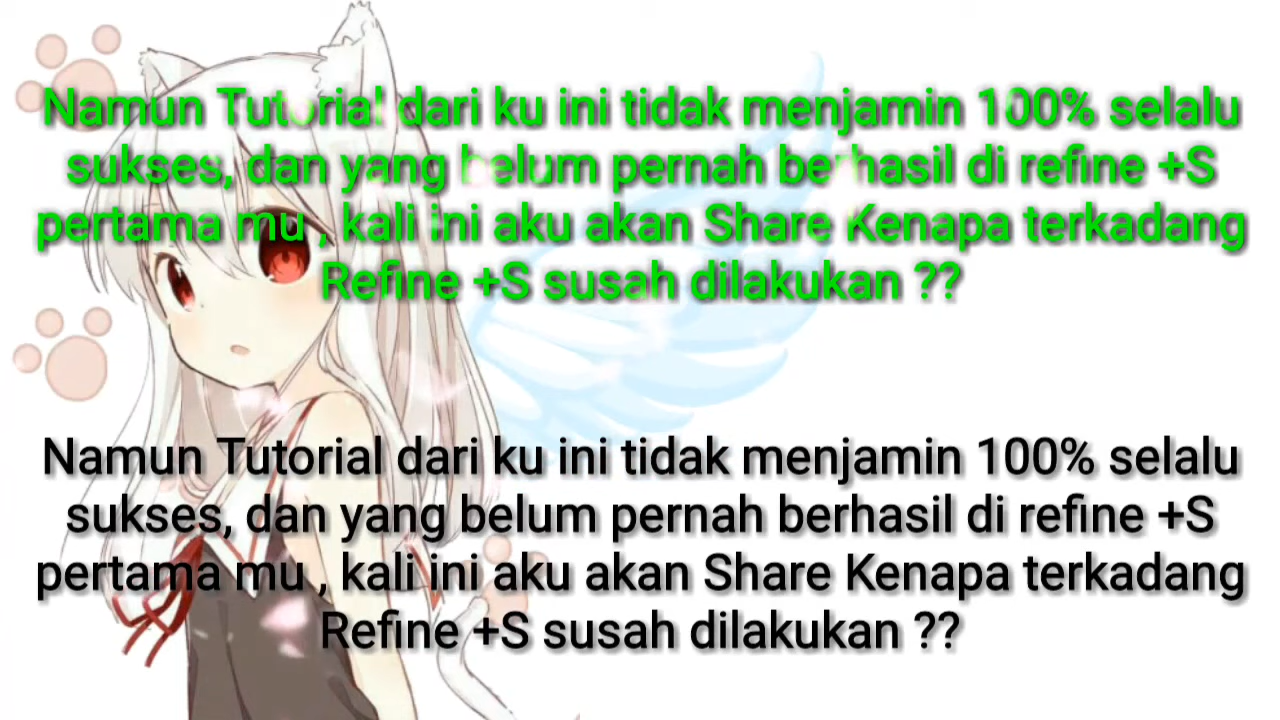 Namun Tutorial dari ku ini tidak menjamin 100% selalu
sukses, dan yang belum pernah berhasil di refine +S
pertama mu , kali ini aku akan Share Kenapa terkadang
Refine +S susah dilakukan ??
Namun Tutorial dari ku ini tidak menjamin 100% selalu
sukses, dan yang belum pernah berhasil di refine +S
pertama mu , kali ini aku akan Share Kenapa terkadang
Refine +S susah dilakukan ??